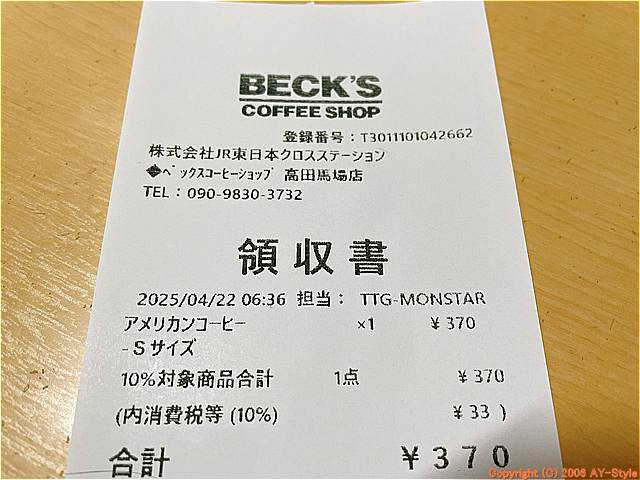 BECK'S
COFFEE SHOP
登録番号：T3011101042662
株式会社JR東日本クロスステーション
ﾍﾞｯｸｽコーヒーショップ 高田馬場店
TEL：090-9830-3732
領収書
2025/04/22 06:36 担当： TTG-MONSTAR
アメリカンコーヒー ×1 ¥370
-Sサイズ
10%対象商品合計 1点 ¥370
(内消費税等(10%) ¥33 )
合計 ¥370
Copyright (C) 2006 AY-Style